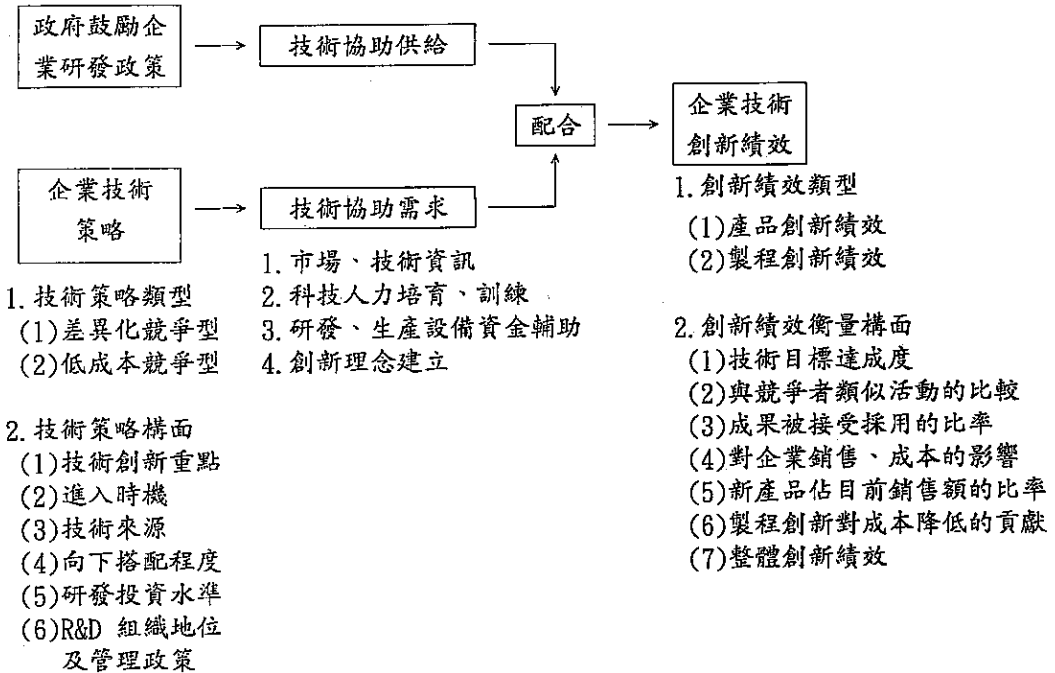 政府鼓勵企
業研發政策
技術協助供給
配合
企業技術
創新績效
企業技術
策略
技術協助需求
1.市場、技術資訊
2.科技人力培育、訓練
3.研發、生產設備資金輔助
4.創新理念建立
1.技術策略類型
(1)差異化競爭型
(2)低成本競爭型
2.技術策略構面
(1)技術創新重點
(2)進入時機
(3)技術來源
(4)向下搭配程度
(5)研發投資水準
(6)R&D 組織地位
及管理政策
1.創新績效類型
(1)產品創新績效
(2)製程創新績效
2.創新績效衡量構面
(1)技術目標達成度
(2)與競爭者類似活動的比較
(3)成果被接受採用的比率
(4)對企業銷售、成本的影響
(5)新產品佔目前銷售額的比率
(6)製程創新對成本降低的貢獻
(7)整體創新績效